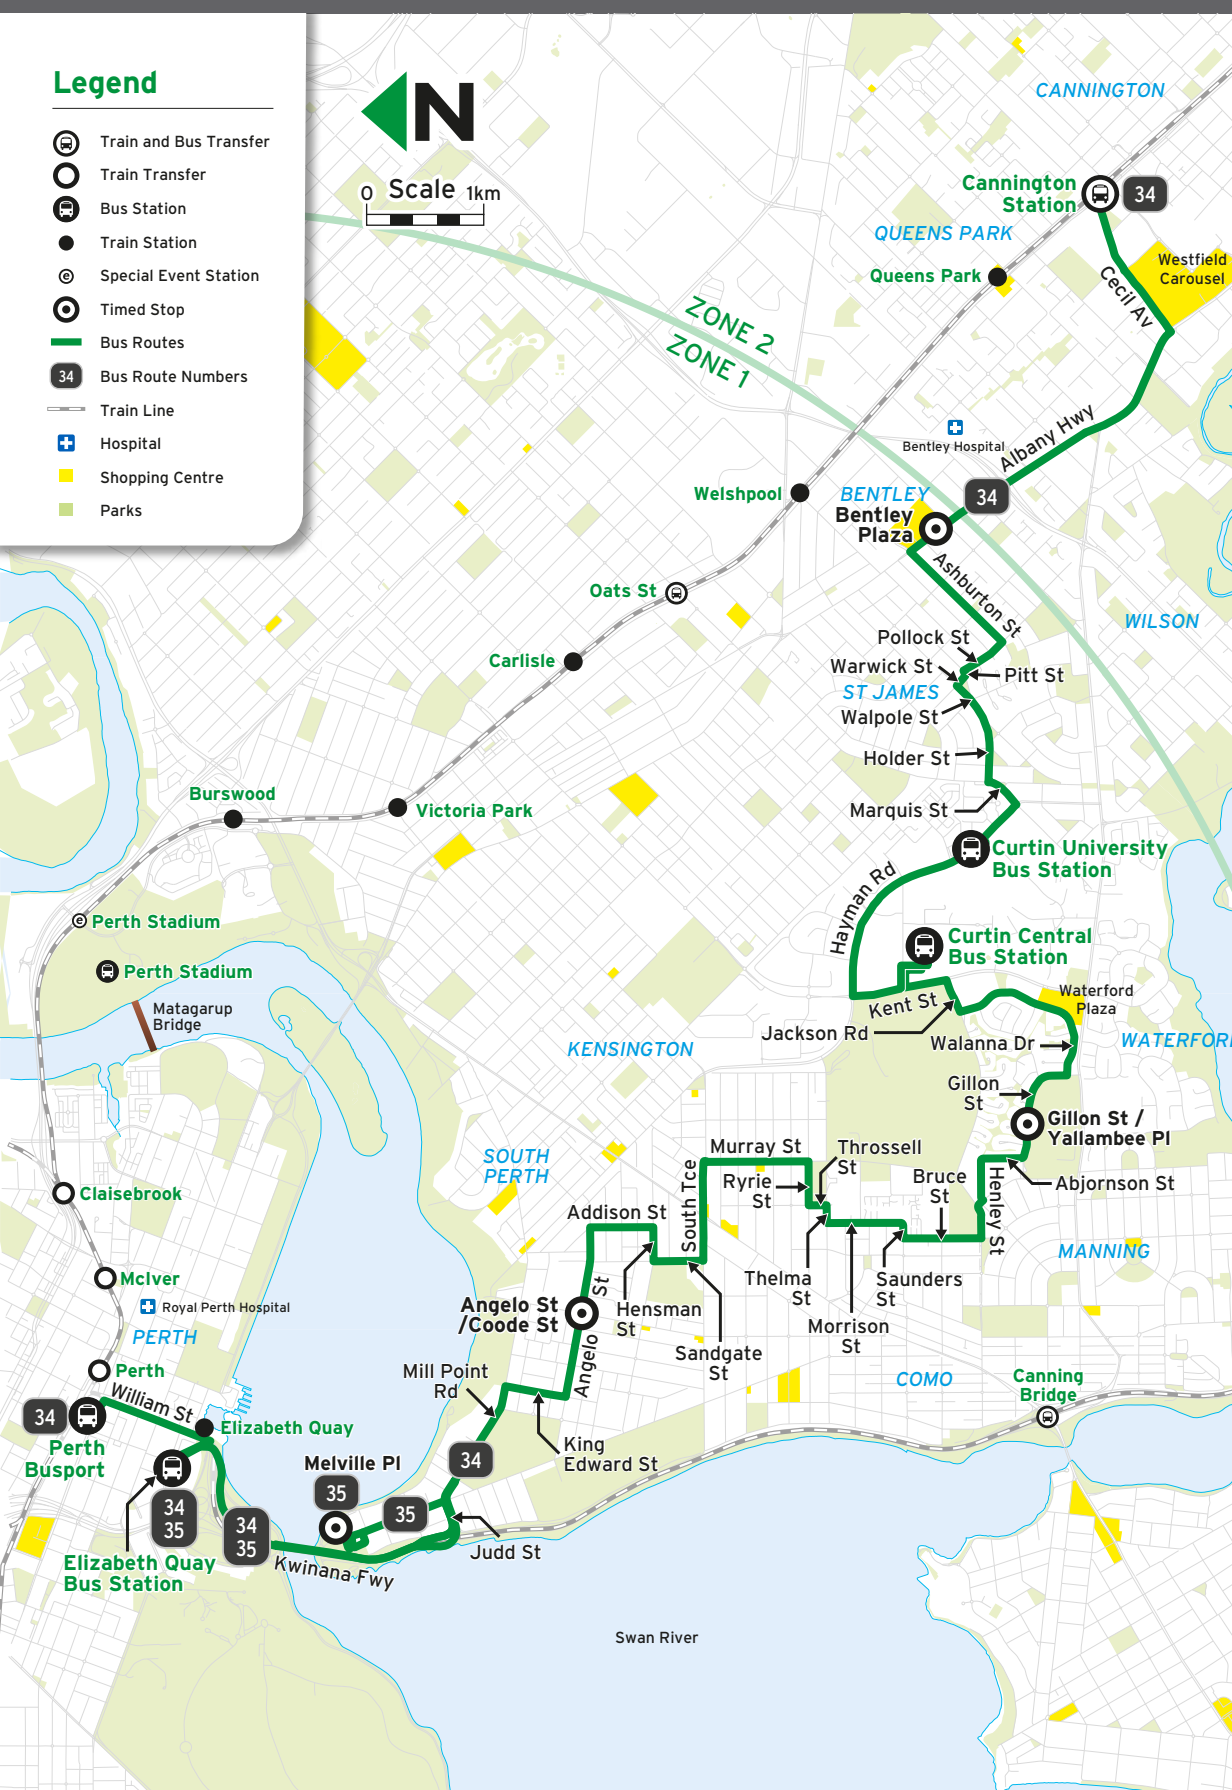 Legend
Train and Bus Transfer
Train Transfer
Bus Station
Train Station
e
Special Event Station
Timed Stop
Bus Routes
34
Bus Route Numbers
Train Line
Hospital
Shopping Centre
Parks
N
0 Scale 1km
CANNINGTON
Cannington
Station
34
QUEENS PARK
Westfield
Carousel
Queens Park
Cecil Av
ZONE 2
ZONE 1
Albany Hwy
Bentley Hospital
Welshpool
BENTLEY
34
Bentley
Plaza
Ashburton St
Oats St
WILSON
Pollock St
Carlisle
Warwick St
Pitt St
ST JAMES
Walpole St
Holder St
Burswood
Victoria Park
Marquis St
Curtin University
Bus Station
Hayman Rd
e
Perth Stadium
Curtin Central
Bus Station
Perth Stadium
Waterford
Plaza
Matagarup
Bridge
Kent St
Jackson Rd
Walanna Dr
WATERFOR
KENSINGTON
Gillon
St
Gillon St /
Yallambee Pl
Murray St
Throssell
St
SOUTH
PERTH
South Tce
Ryrie
St
Bruce
St
Henley St
Abjornson St
Claisebrook
Addison St
McIver
Thelma
St
Saunders
St
MANNING
Royal Perth Hospital
Angelo St
/Coode St
Angelo St
Hensman
St
PERTH
Morrison
St
Sandgate
St
Perth
Mill Point
Rd
COMO
Canning
Bridge
William St
34
Elizabeth Quay
Perth
Busport
King
Edward St
Melville Pl
34
35
35
34
35
34
35
Judd St
Elizabeth Quay
Bus Station
Kwinana Fwy
Swan River